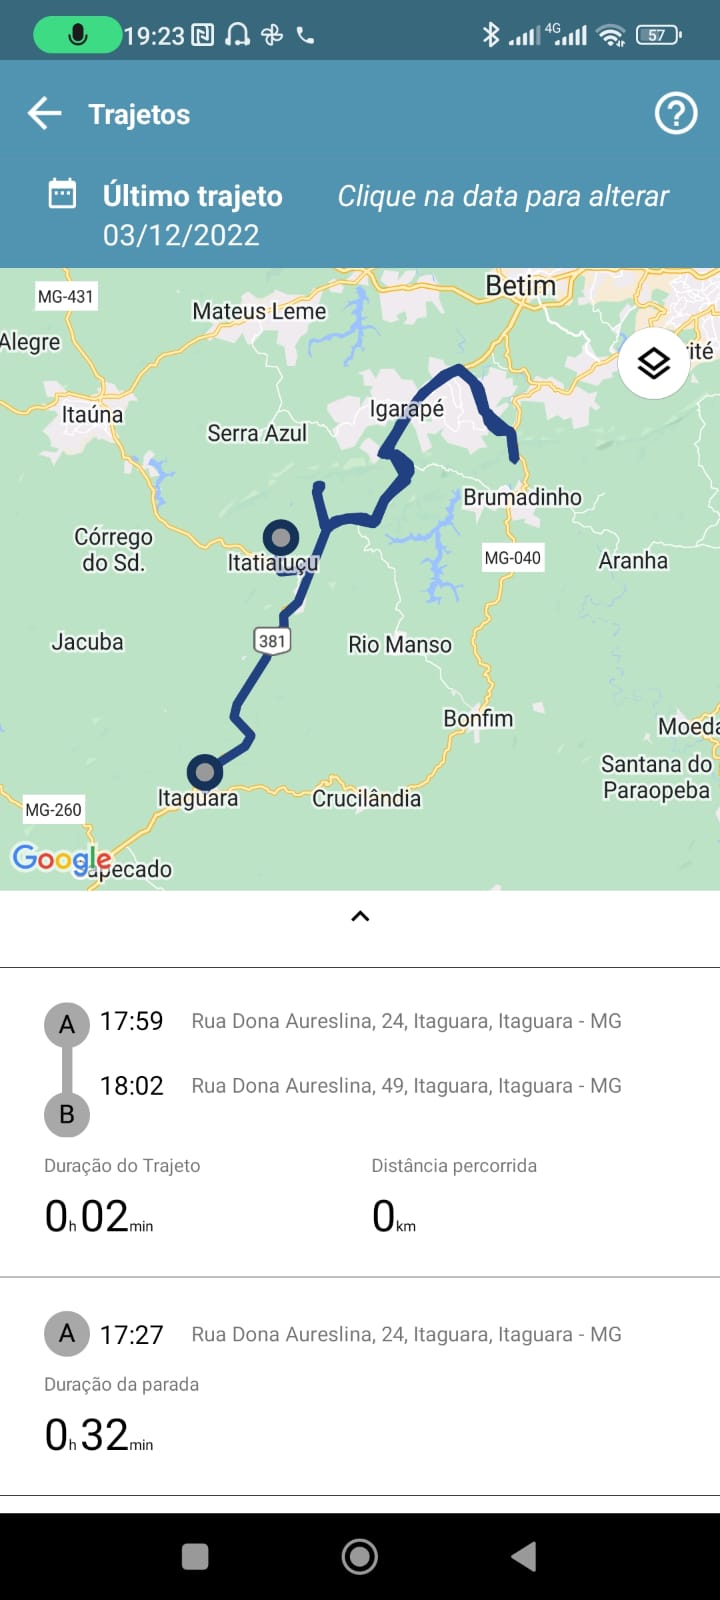 19:23
4G
57
Trajetos
Último trajeto
Clique na data para alterar
03/12/2022
MG-431
Betim
Mateus Leme
Alegre
rité
Itaúna
Igarapé
Serra Azul
Brumadinho
Córrego
do Sd.
Itatiaiuçu
MG-040
Aranha
Jacuba
381
Rio Manso
Bonfim
Moeda
Santana do
Paraopeba
Itaguara
Crucilândia
MG-260
Google
apecado
A 17:59 Rua Dona Aureslina, 24, Itaguara, Itaguara - MG
B 18:02 Rua Dona Aureslina, 49, Itaguara, Itaguara - MG
Duração do Trajeto
Distância percorrida
0h 02min
0km
A 17:27 Rua Dona Aureslina, 24, Itaguara, Itaguara - MG
Duração da parada
0h 32min